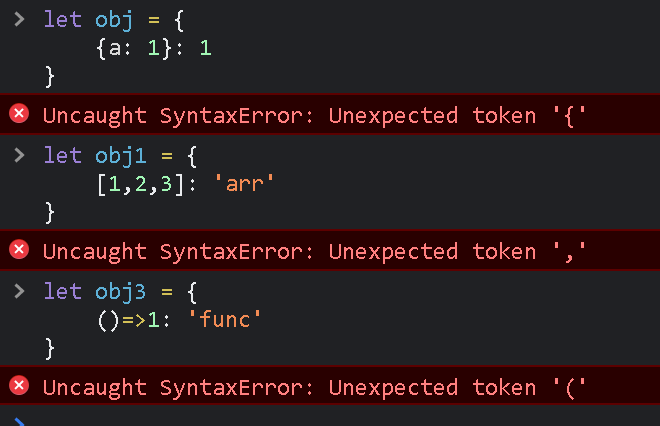 let obj = {
    {a: 1}: 1
}
Uncaught SyntaxError: Unexpected token '{'
let obj1 = {
    [1,2,3]: 'arr'
}
Uncaught SyntaxError: Unexpected token ','
let obj3 = {
    ()=>1: 'func'
}
Uncaught SyntaxError: Unexpected token '('